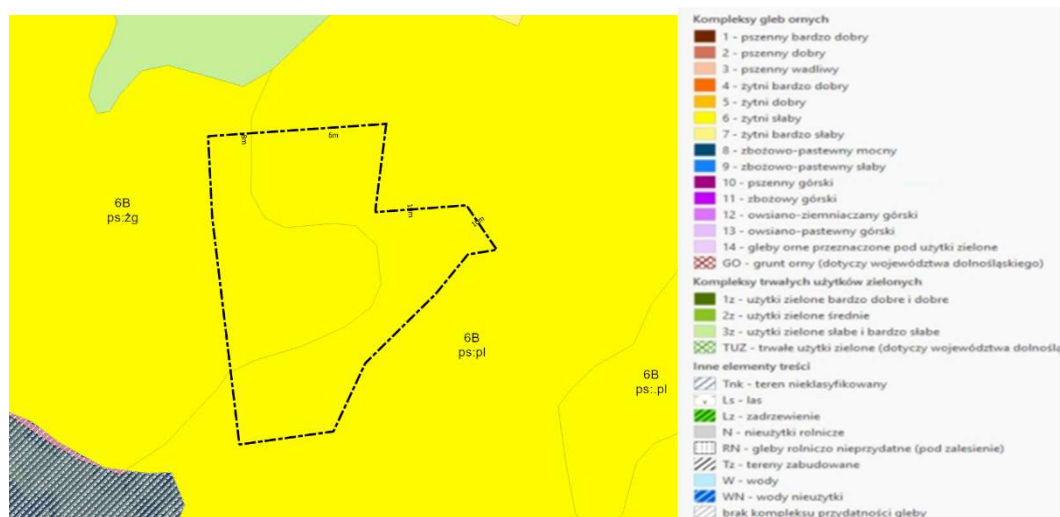 6B
ps:żg
6m
6B
ps:pl
6B
ps:.pl
Kompleksy gleb ornych
1 - pszenny bardzo dobry
2 - pszenny dobry
3 - pszenny wadliwy
4 - żytni bardzo dobry
5 - żytni dobry
6 - żytni słaby
7 - żytni bardzo słaby
8 - zbożowo-pastewny mocny
9 - zbożowo-pastewny słaby
10 - pszenny górski
11 - zbożowy górski
12 - owsiano-ziemniaczany górski
13 - owsiano-pastewny górski
14 - gleby orne przeznaczone pod użytki zielone
GO - grunt orny (dotyczy województwa dolnośląskiego)
Kompleksy trwałych użytków zielonych
1z - użytki zielone bardzo dobre i dobre
2z - użytki zielone średnie
3z - użytki zielone słabe i bardzo słabe
TUZ - trwałe użytki zielone (dotyczy województwa dolnoślą
Inne elementy treści
Tnk - teren nieklasyfikowany
Ls - las
Lz - zadrzewienie
N - nieużytki rolnicze
RN - gleby rolniczo nieprzydatne (pod zalesienie)
Tz - tereny zabudowane
W - wody
WN - wody nieużytki
brak kompleksu przydatności gleby